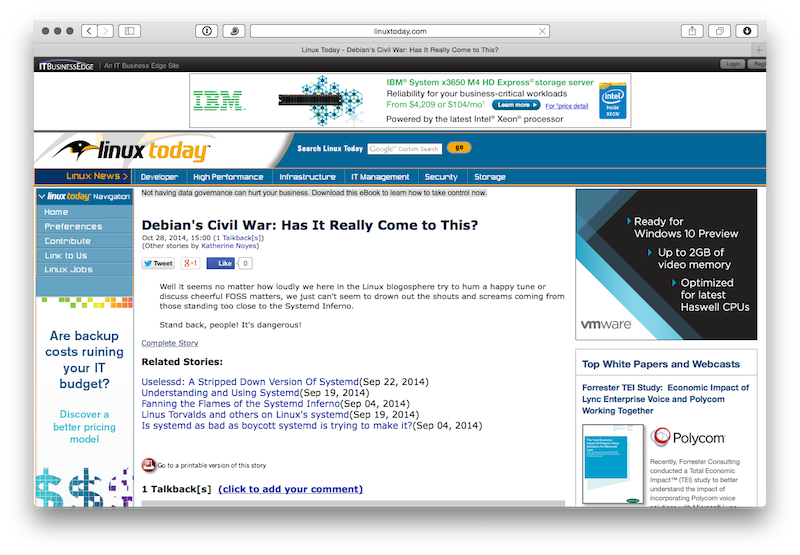 linuxtoday.com
Linux Today - Debian's Civil War: Has It Really Come to This?
ITBUSINESSEDGE | An IT Business Edge Site
Login
Regi
IBM
IBM® System x3650 M4 HD Express® storage server
Reliability for your business-critical workloads
From $4,209 or $104/mo¹
Learn more
For ¹price detail
Powered by the latest Intel® Xeon® processor
intel
inside
XEON
linux today
Search Linux Today
Google™ Custom Search
go
Linux News >
Developer
High Performance
Infrastructure
IT Management
Security
Storage
linux today Navigation
Home
Preferences
Contribute
Link to Us
Linux Jobs
Are backup
costs ruining
your IT
budget?
Discover a
better pricing
model
Not having data governance can hurt your business. Download this eBook to learn how to take control now.
Debian's Civil War: Has It Really Come to This?
Oct 28, 2014, 15:00 (1 Talkback[s])
(Other stories by Katherine Noyes)
Tweet
g+1
Like
0
Well it seems no matter how loudly we here in the Linux blogosphere try to hum a happy tune or
discuss cheerful FOSS matters, we just can't seem to drown out the shouts and screams coming from
those standing too close to the Systemd Inferno.
Stand back, people! It's dangerous!
Complete Story
Related Stories:
Uselessd: A Stripped Down Version Of Systemd(Sep 22, 2014)
Understanding and Using Systemd(Sep 19, 2014)
Fanning the Flames of the Systemd Inferno(Sep 04, 2014)
Linus Torvalds and others on Linux's systemd(Sep 19, 2014)
Is systemd as bad as boycott systemd is trying to make it?(Sep 04, 2014)
Go to a printable version of this story
1 Talkback[s] (click to add your comment)
Ready for
Windows 10 Preview
Up to 2GB of
video memory
Optimized
for latest
Haswell CPUs
vmware
Top White Papers and Webcasts
Forrester TEI Study: Economic Impact of
Lync Enterprise Voice and Polycom
Working Together
Polycom
Recently, Forrester Consulting
conducted a Total Economic
Impact™ (TEI) study to better
understand the impact of
incorporating Polycom voice
solutions with Microsoft Lync